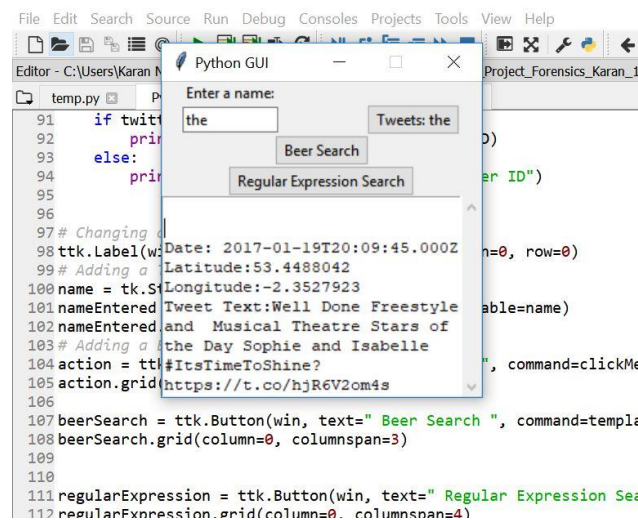 File Edit Search Source Run Debug Consoles Projects Tools View Help
Editor - C:\Users\Karan
Project_Forensics_Karan_1
temp.py
Python GUI
Enter a name:
the
Tweets: the
Beer Search
Regular Expression Search
Date: 2017-01-19T20:09:45.000Z
Latitude:53.4488042
Longitude:-2.3527923
Tweet Text:Well Done Freestyle
and  Musical Theatre Stars of
the Day Sophie and Isabelle
#ItsTimeToShine?
https://t.co/hjR6V2om4s
91 if twitt
92 prin
93 else:
94 prin er ID")
95
96
97 # Changing
98 ttk.Label(wi n=0, row=0)
99 # Adding a
100 name = tk.St
101 nameEntered able=name)
102 nameEntered.
103 # Adding a
104 action = ttk ", command=clickMe
105 action.grid(
106
107 beerSearch = ttk.Button(win, text=" Beer Search ", command=templa
108 beerSearch.grid(column=0, columnspan=3)
109
110
111 regularExpression = ttk.Button(win, text=" Regular Expression Sea
112 regularExpression.grid(column=0, columnspan=4)